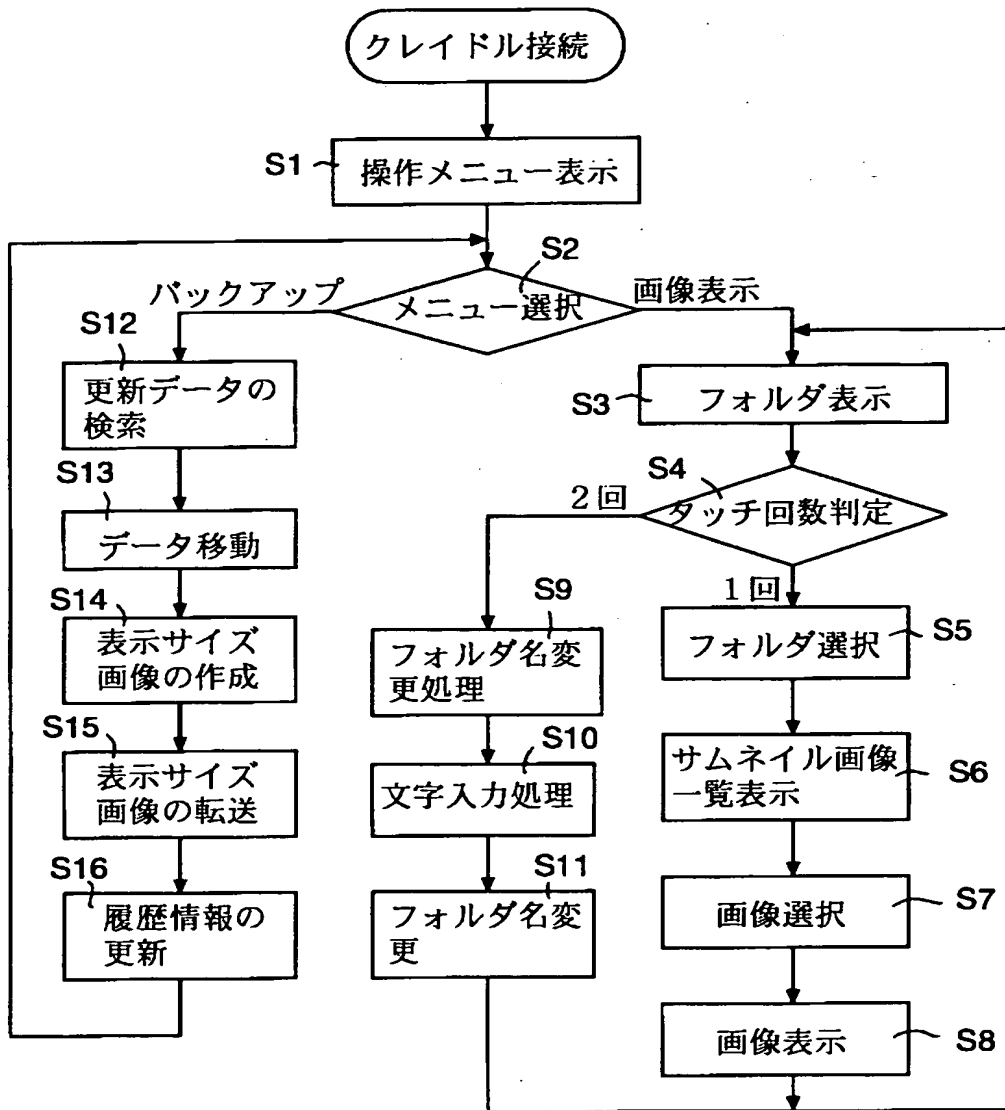 クレイドル接続
S1
操作メニュー表示
S2
メニュー選択
バックアップ
画像表示
S12
更新データの
検索
S13
データ移動
S14
表示サイズ
画像の作成
S15
表示サイズ
画像の転送
S16
履歴情報の
更新
S3
フォルダ表示
S4
タッチ回数判定
2回
1回
S9
フォルダ名変
更処理
S10
文字入力処理
S11
フォルダ名変
更
S5
フォルダ選択
S6
サムネイル画像
一覧表示
S7
画像選択
S8
画像表示